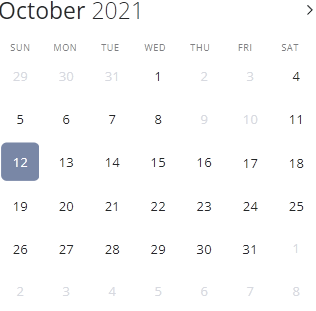 October 2021 >
SUN MON TUE WED THU FRI SAT
29 30 31 1 2 3 4
5 6 7 8 9 10 11
12 13 14 15 16 17 18
19 20 21 22 23 24 25
26 27 28 29 30 31 1
2 3 4 5 6 7 8